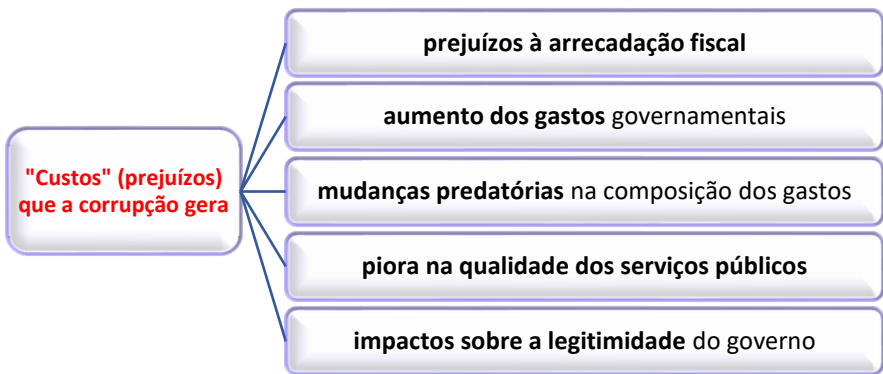 "Custos" (prejuízos)
que a corrupção gera
prejuízos à arrecadação fiscal
aumento dos gastos governamentais
mudanças predatórias na composição dos gastos
piora na qualidade dos serviços públicos
impactos sobre a legitimidade do governo